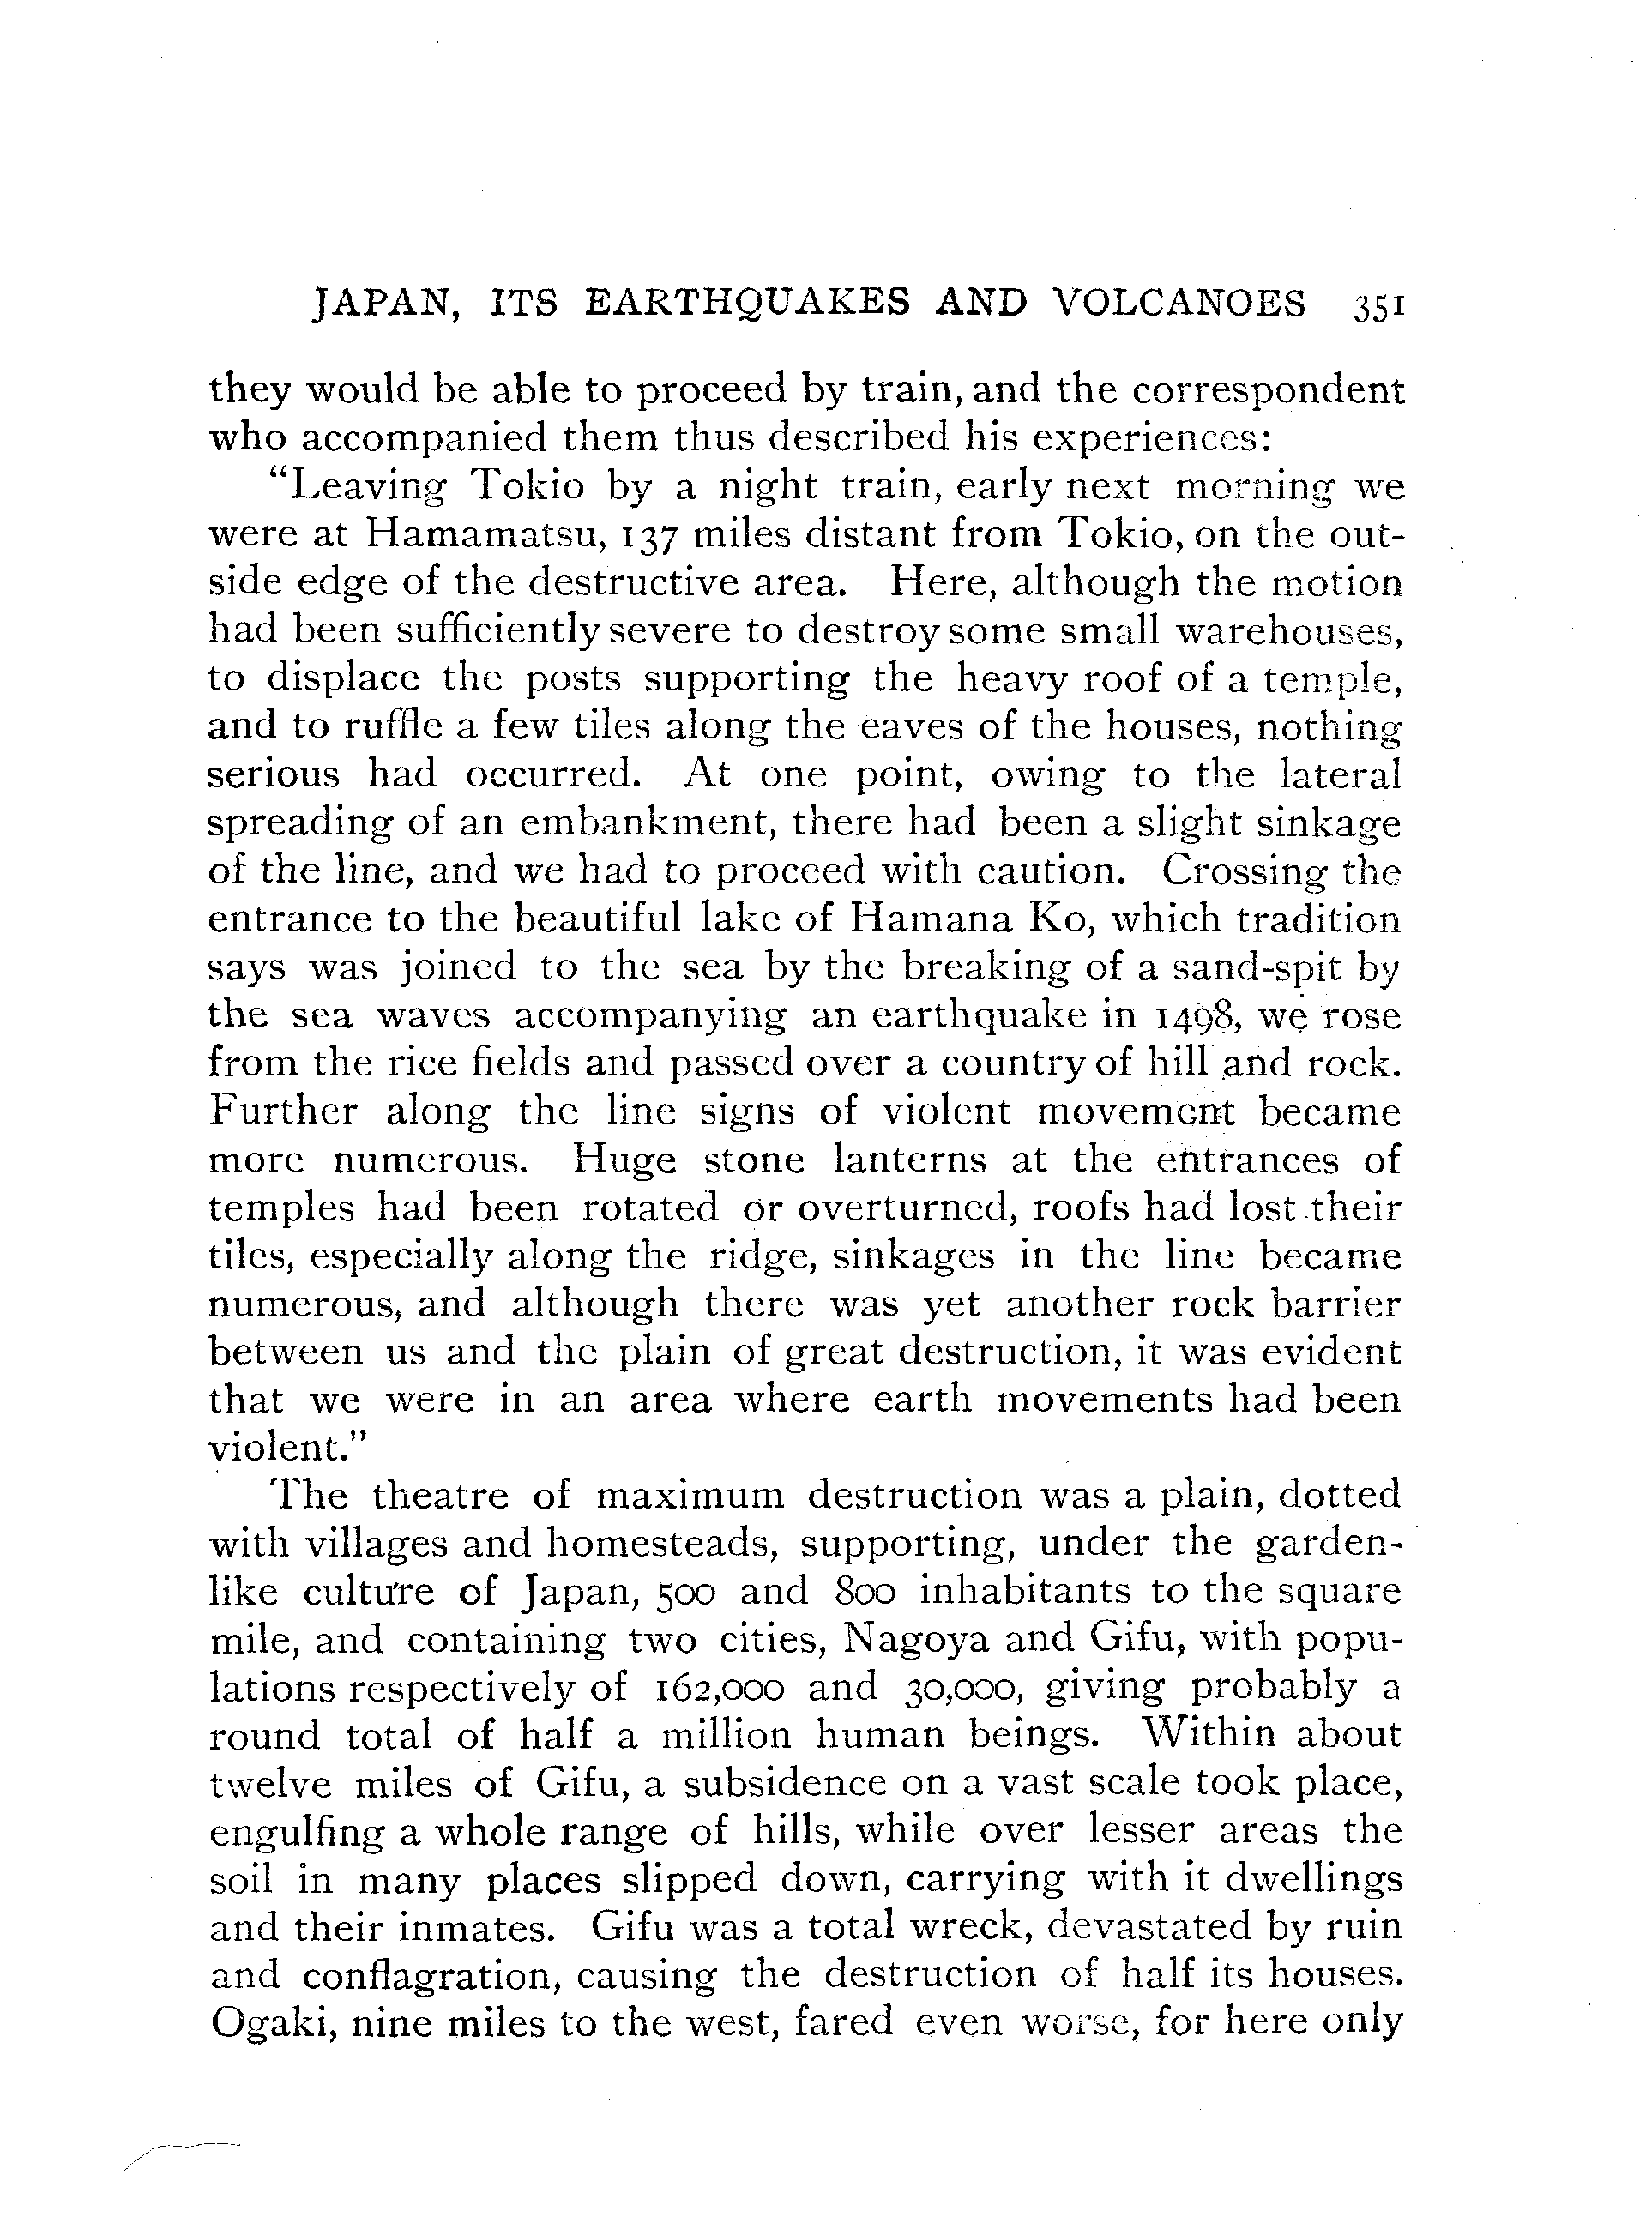 JAPAN, ITS EARTHQUAKES AND VOLCANOES 351
they would be able to proceed by train, and the correspondent
who accompanied them thus described his experiences:
“Leaving Tokio by a night train, early next morning we
were at Hamamatsu, 137 miles distant from Tokio, on the out-
side edge of the destructive area. Here, although the motion
had been sufficiently severe to destroy some small warehouses,
to displace the posts supporting the heavy roof of a temple,
and to ruffle a few tiles along the eaves of the houses, nothing
serious had occurred. At one point, owing to the lateral
spreading of an embankment, there had been a slight sinkage
of the line, and we had to proceed with caution. Crossing the
entrance to the beautiful lake of Hamana Ko, which tradition
says was joined to the sea by the breaking of a sand-spit by
the sea waves accompanying an earthquake in 1498, we rose
from the rice fields and passed over a country of hill and rock.
Further along the line signs of violent movement became
more numerous. Huge stone lanterns at the entrances of
temples had been rotated or overturned, roofs had lost their
tiles, especially along the ridge, sinkages in the line became
numerous, and although there was yet another rock barrier
between us and the plain of great destruction, it was evident
that we were in an area where earth movements had been
violent.”
The theatre of maximum destruction was a plain, dotted
with villages and homesteads, supporting, under the garden-
like culture of Japan, 500 and 800 inhabitants to the square
mile, and containing two cities, Nagoya and Gifu, with popu-
lations respectively of 162,000 and 30,000, giving probably a
round total of half a million human beings. Within about
twelve miles of Gifu, a subsidence on a vast scale took place,
engulfing a whole range of hills, while over lesser areas the
soil in many places slipped down, carrying with it dwellings
and their inmates. Gifu was a total wreck, devastated by ruin
and conflagration, causing the destruction of half its houses.
Ogaki, nine miles to the west, fared even worse, for here only